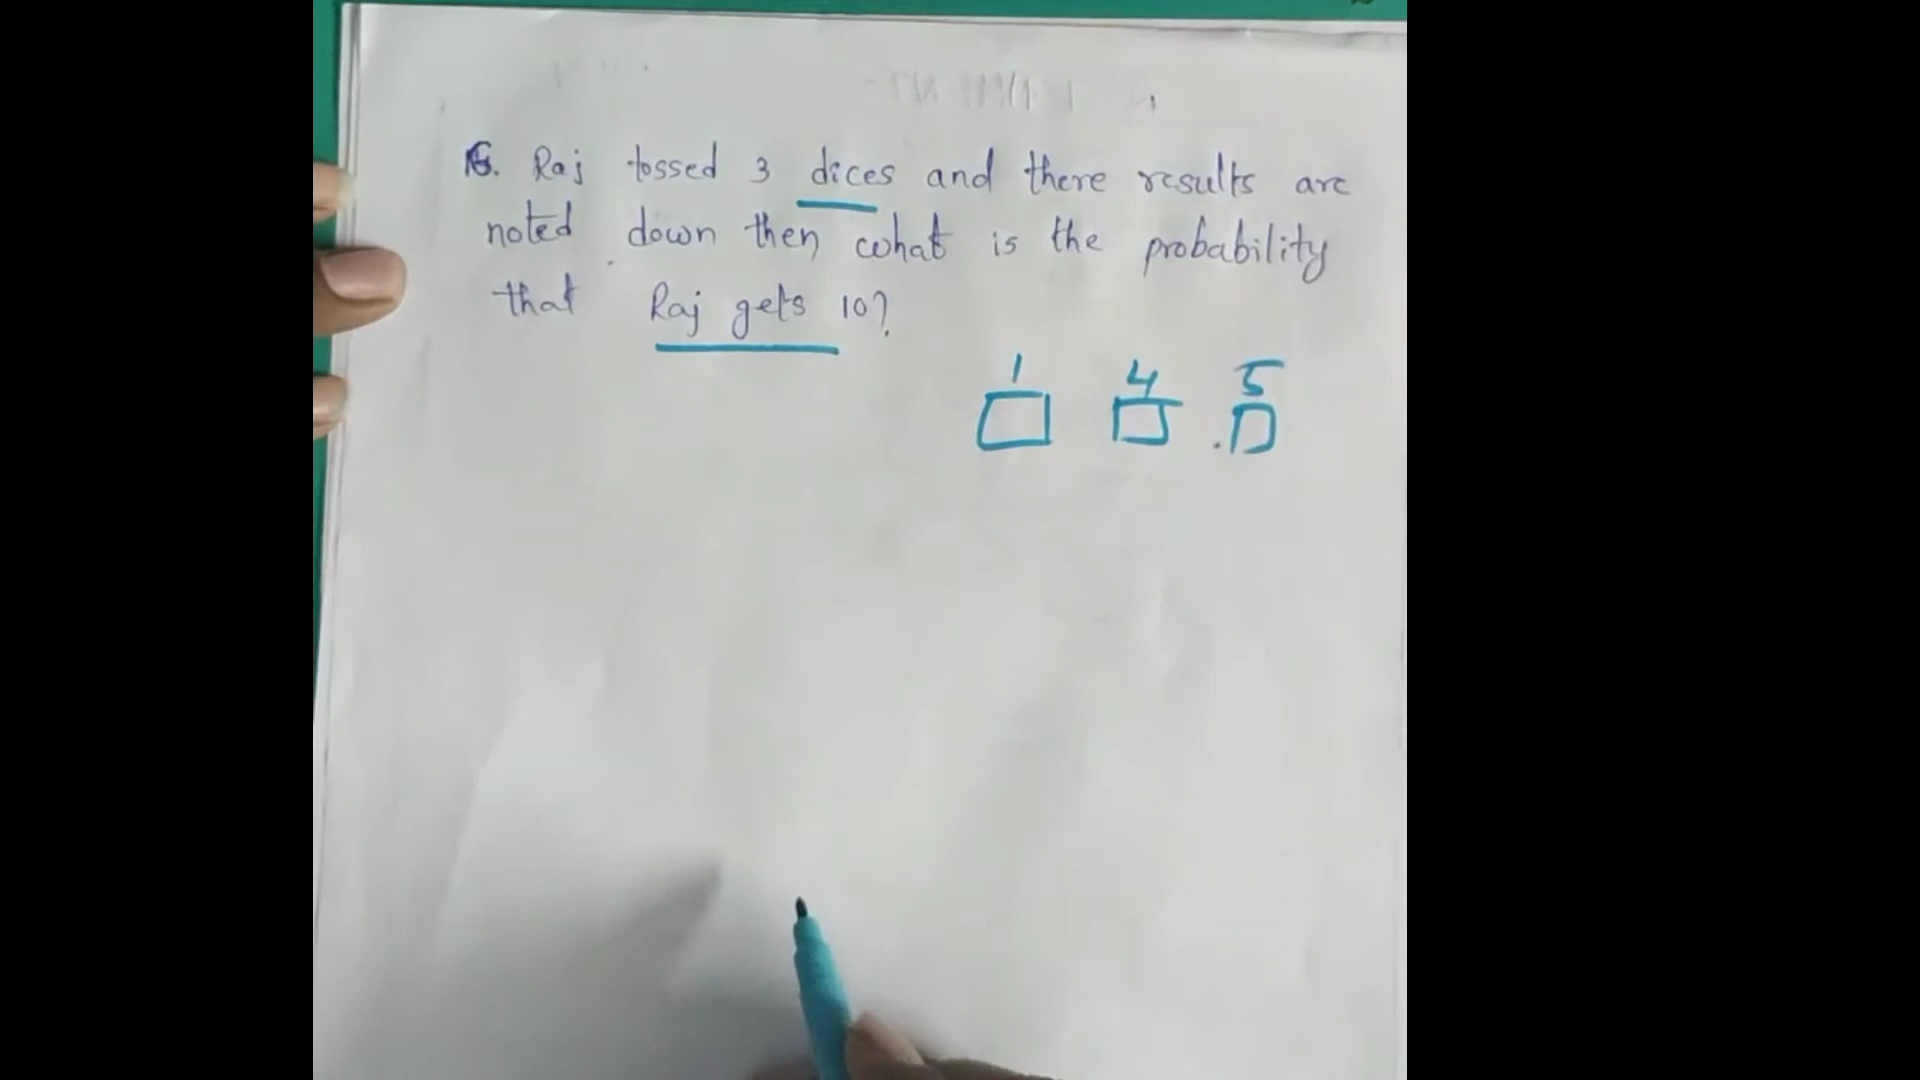 6. Raj tossed 3 dices and there results are
noted down then what is the probability
that Raj gets 10?
1 4 5